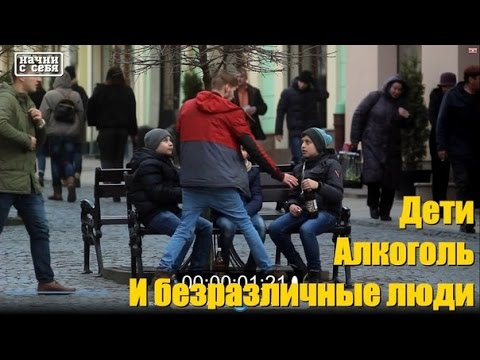 НАЧНИ
С СЕБЯ
Дети
Алкоголь
И безразличные люди
00:00:01:21